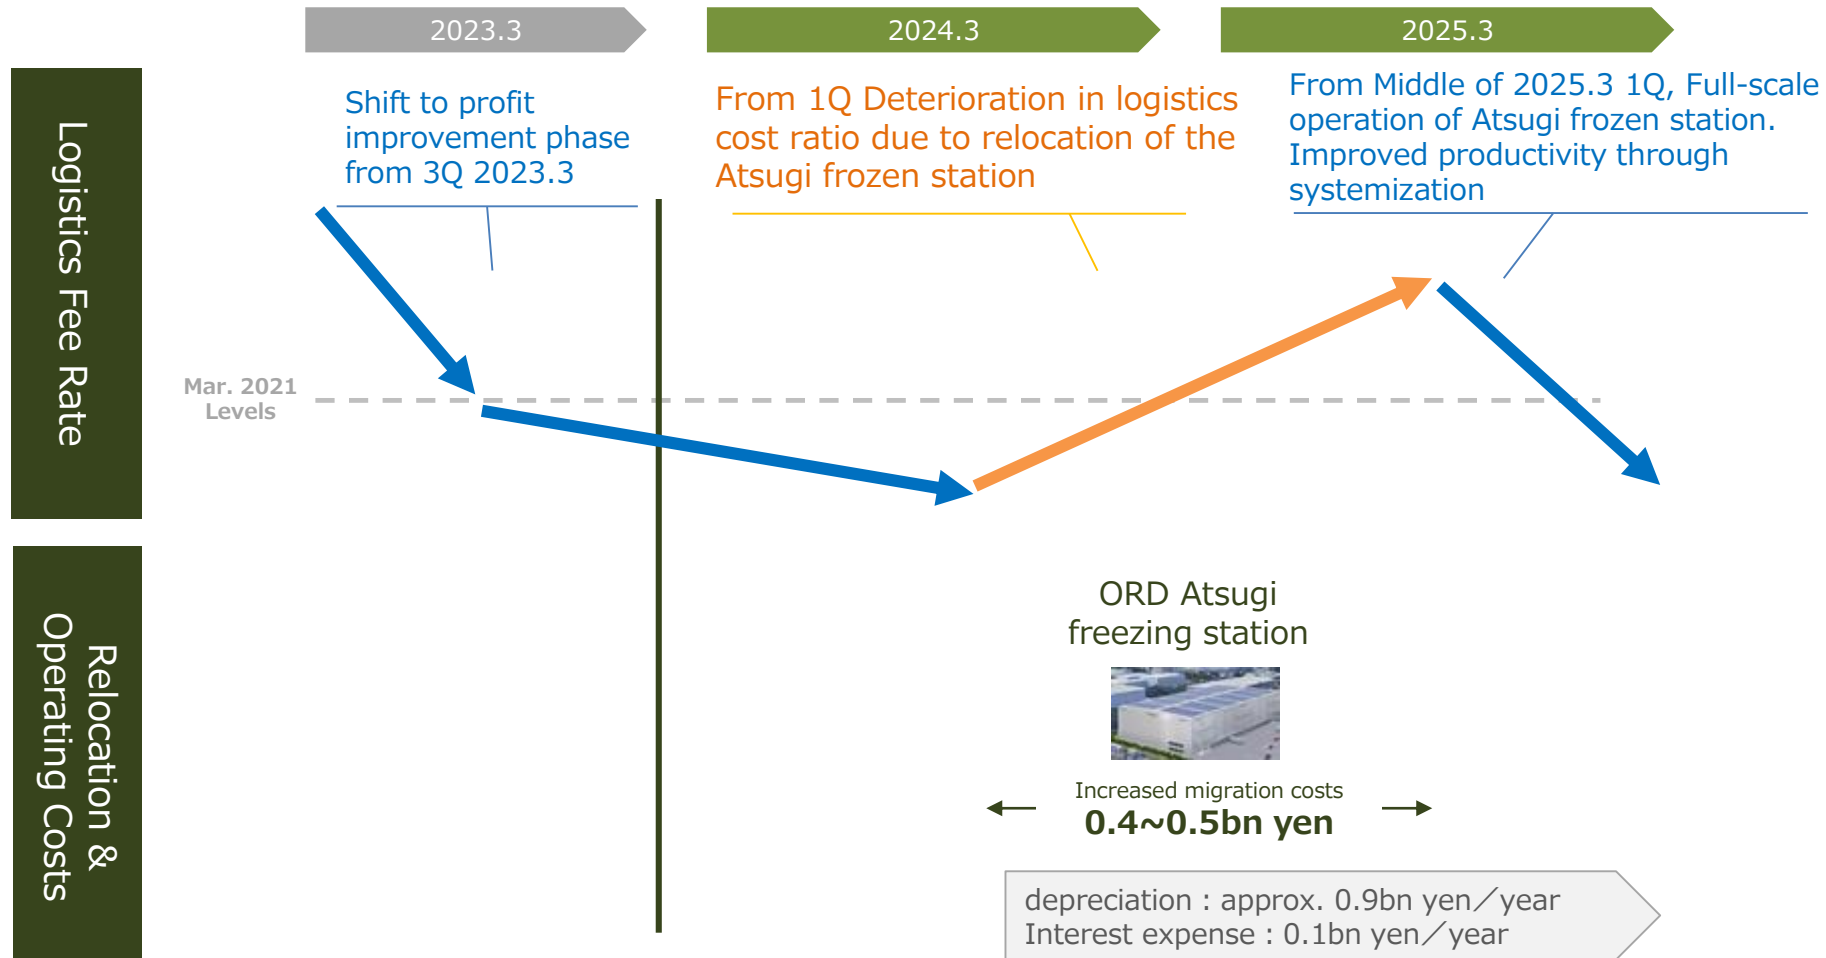 2023.3
2024.3
2025.3
Logistics Fee Rate
Shift to profit
improvement phase
from 3Q 2023.3
From 1Q Deterioration in logistics
cost ratio due to relocation of the
Atsugi frozen station
From Middle of 2025.3 1Q, Full-scale
operation of Atsugi frozen station.
Improved productivity through
systemization
Mar. 2021
Levels
Relocation &
Operating Costs
ORD Atsugi
freezing station
Increased migration costs
0.4~0.5bn yen
depreciation : approx. 0.9bn yen／year
Interest expense : 0.1bn yen／year